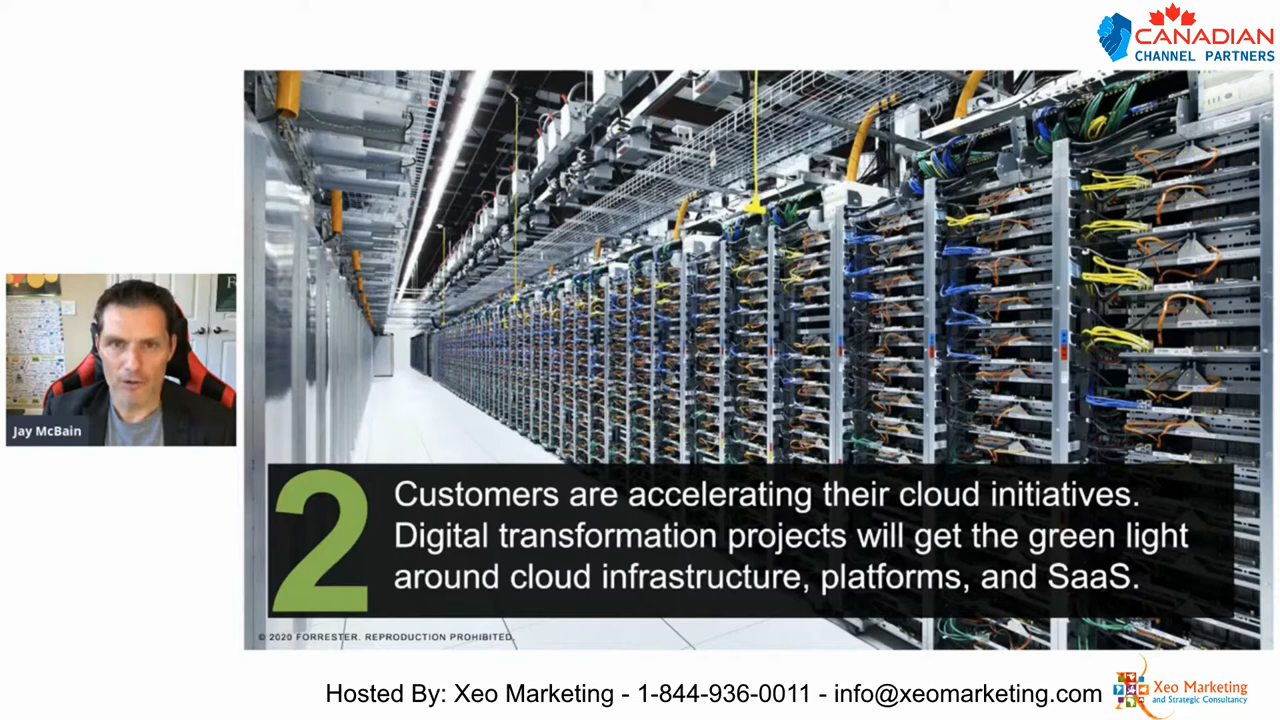 CANADIAN
CHANNEL PARTNERS
Jay McBain
2
Customers are accelerating their cloud initiatives.
Digital transformation projects will get the green light
around cloud infrastructure, platforms, and SaaS.
© 2020 FORRESTER. REPRODUCTION PROHIBITED.
Hosted By: Xeo Marketing - 1-844-936-0011 - info@xeomarketing.com
Xeo Marketing
and Strategic Consultancy